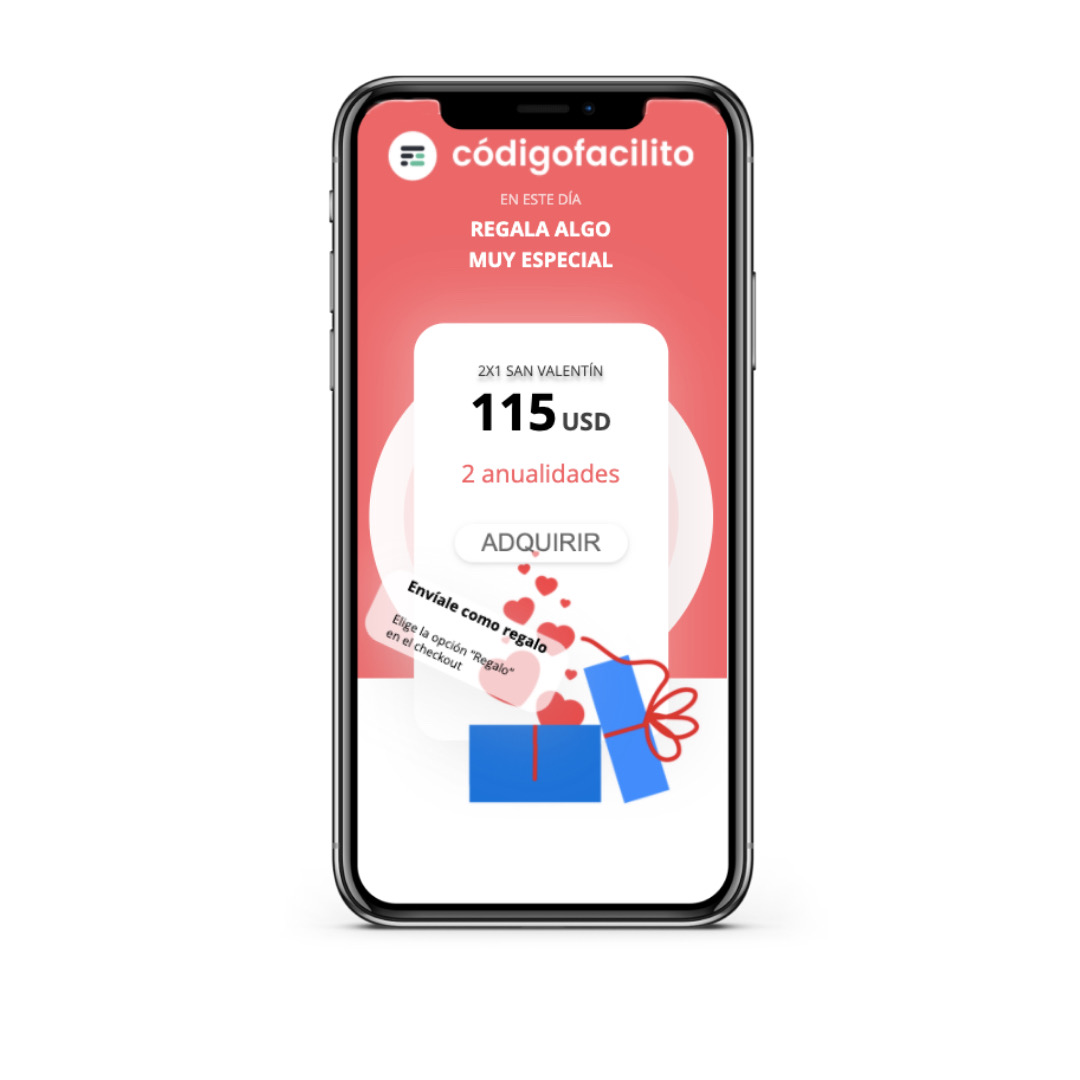 códigofacilito
EN ESTE DÍA
REGALA ALGO
MUY ESPECIAL
2X1 SAN VALENTÍN
115 USD
2 anualidades
ADQUIRIR
Envíale como regalo
Elige la opción "Regalo"
en el checkout